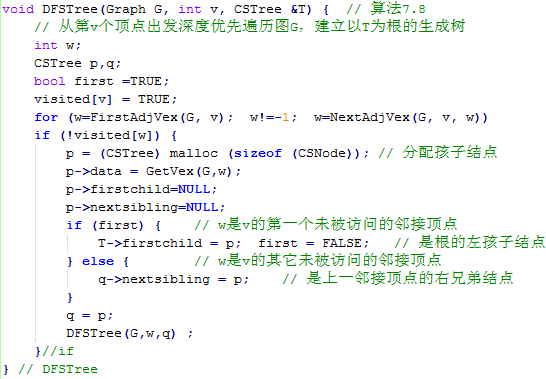 void DFSTree(Graph G, int v, CSTree &T) {  // 算法7.8
    // 从第v个顶点出发深度优先遍历图G，建立以T为根的生成树
    int w;
    CSTree p,q;
    bool first =TRUE;
    visited[v] = TRUE;
    for (w=FirstAdjVex(G, v);  w!=-1;  w=NextAdjVex(G, v, w))
    if (!visited[w]) {
        p = (CSTree) malloc (sizeof (CSNode)); // 分配孩子结点
        p->data = GetVex(G,w);
        p->firstchild=NULL;
        p->nextsibling=NULL;
        if (first) {    // w是v的第一个未被访问的邻接顶点
            T->firstchild = p;  first = FALSE;   // 是根的左孩子结点
        } else {        // w是v的其它未被访问的邻接顶点
            q->nextsibling = p;    // 是上一邻接顶点的右兄弟结点
        }
        q = p;
        DFSTree(G,w,q) ;
    }//if
} // DFSTree